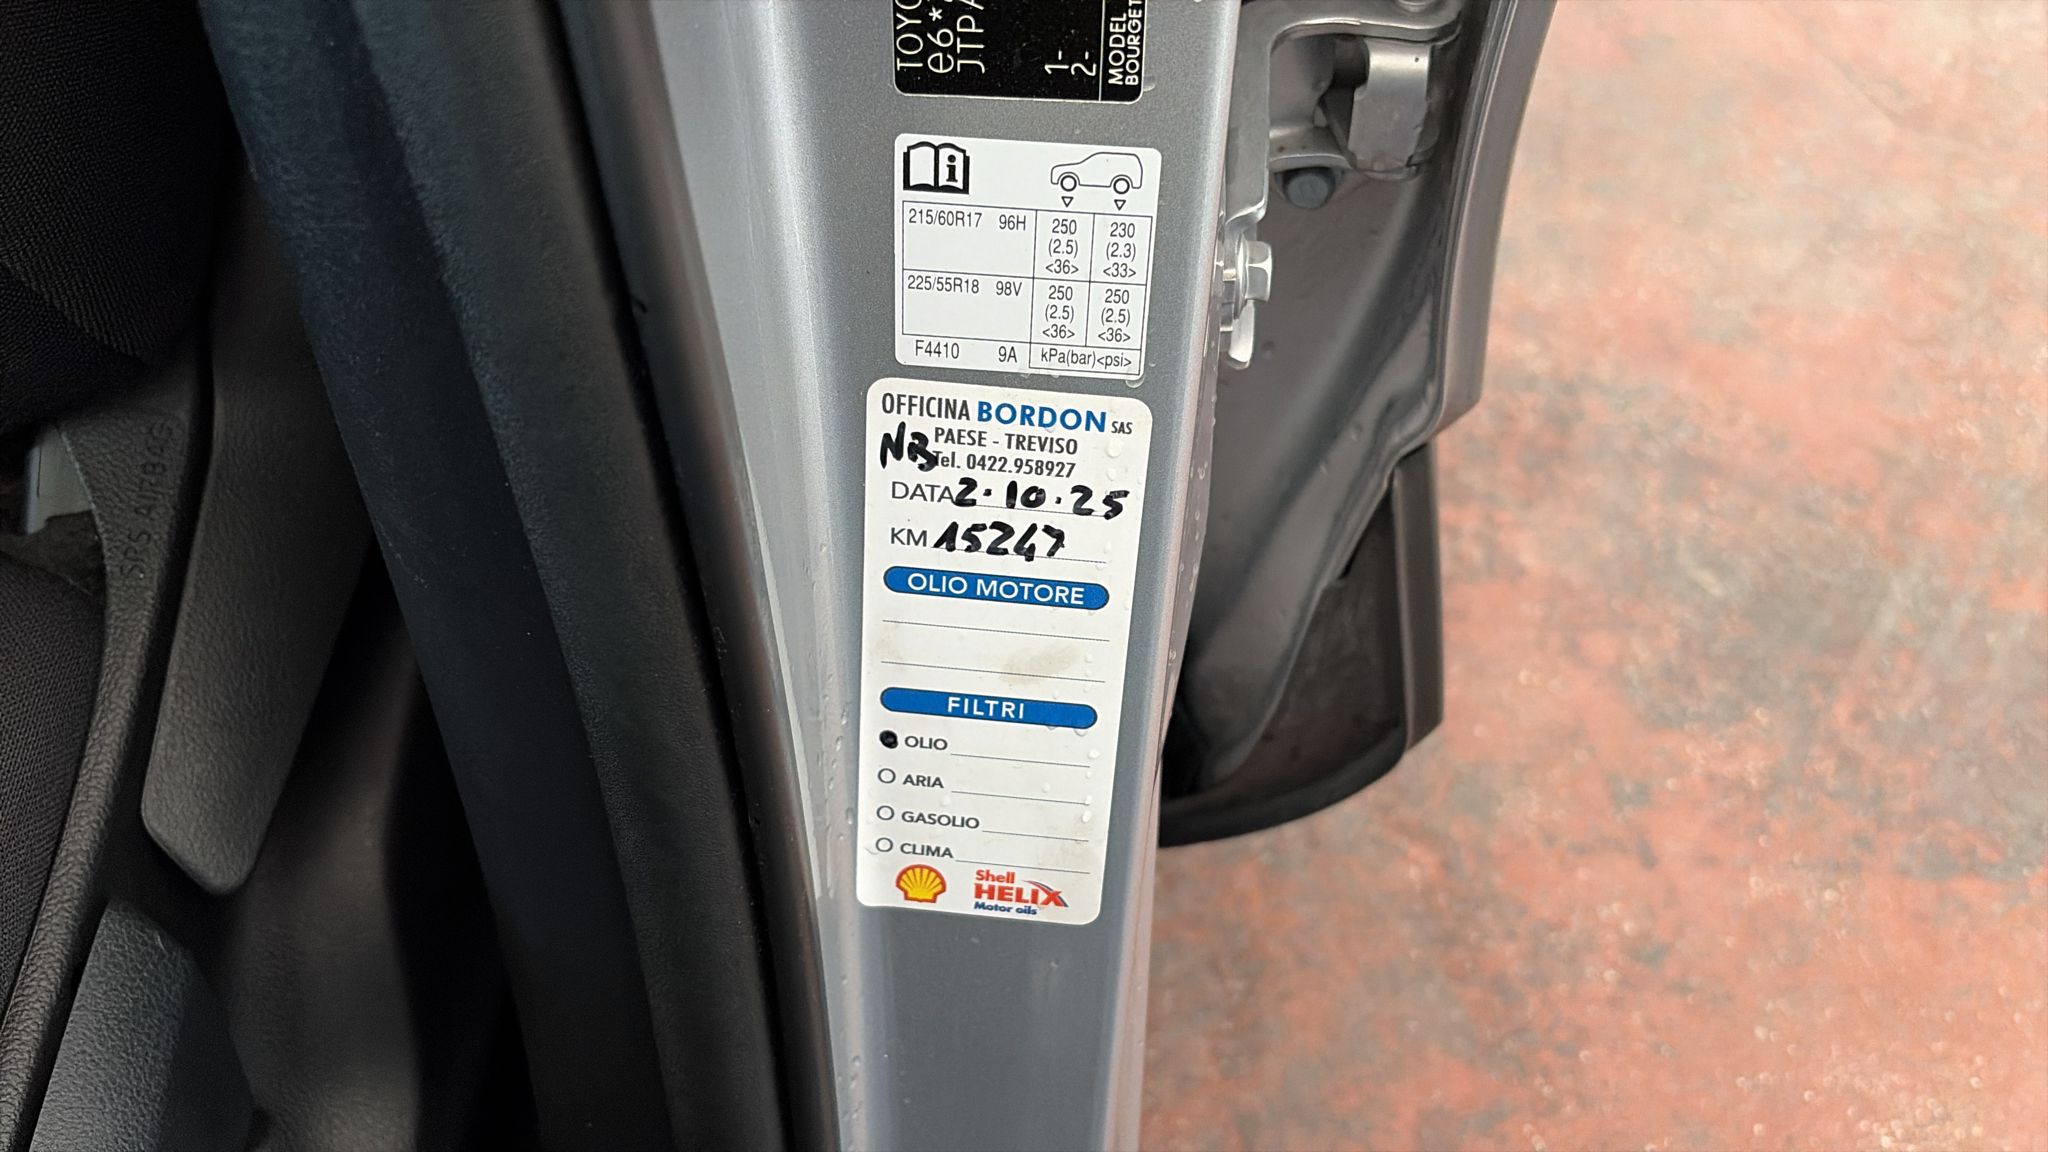 TOYO
e6*
JTPA
1-
2-
MODEL
BOURGET
i
215/60R17 96H 250 (2.5) <36> 230 (2.3) <33>
225/55R18 98V 250 (2.5) <36> 250 (2.5) <36>
F4410 9A kPa(bar)<psi>
OFFICINA BORDON SAS
PAESE - TREVISO
NB Tel. 0422.958927
DATA 2.10.25
KM 15247
OLIO MOTORE
FILTRI
OLIO
ARIA
GASOLIO
CLIMA
Shell
HELIX
Motor oils
SRS AIRBAG